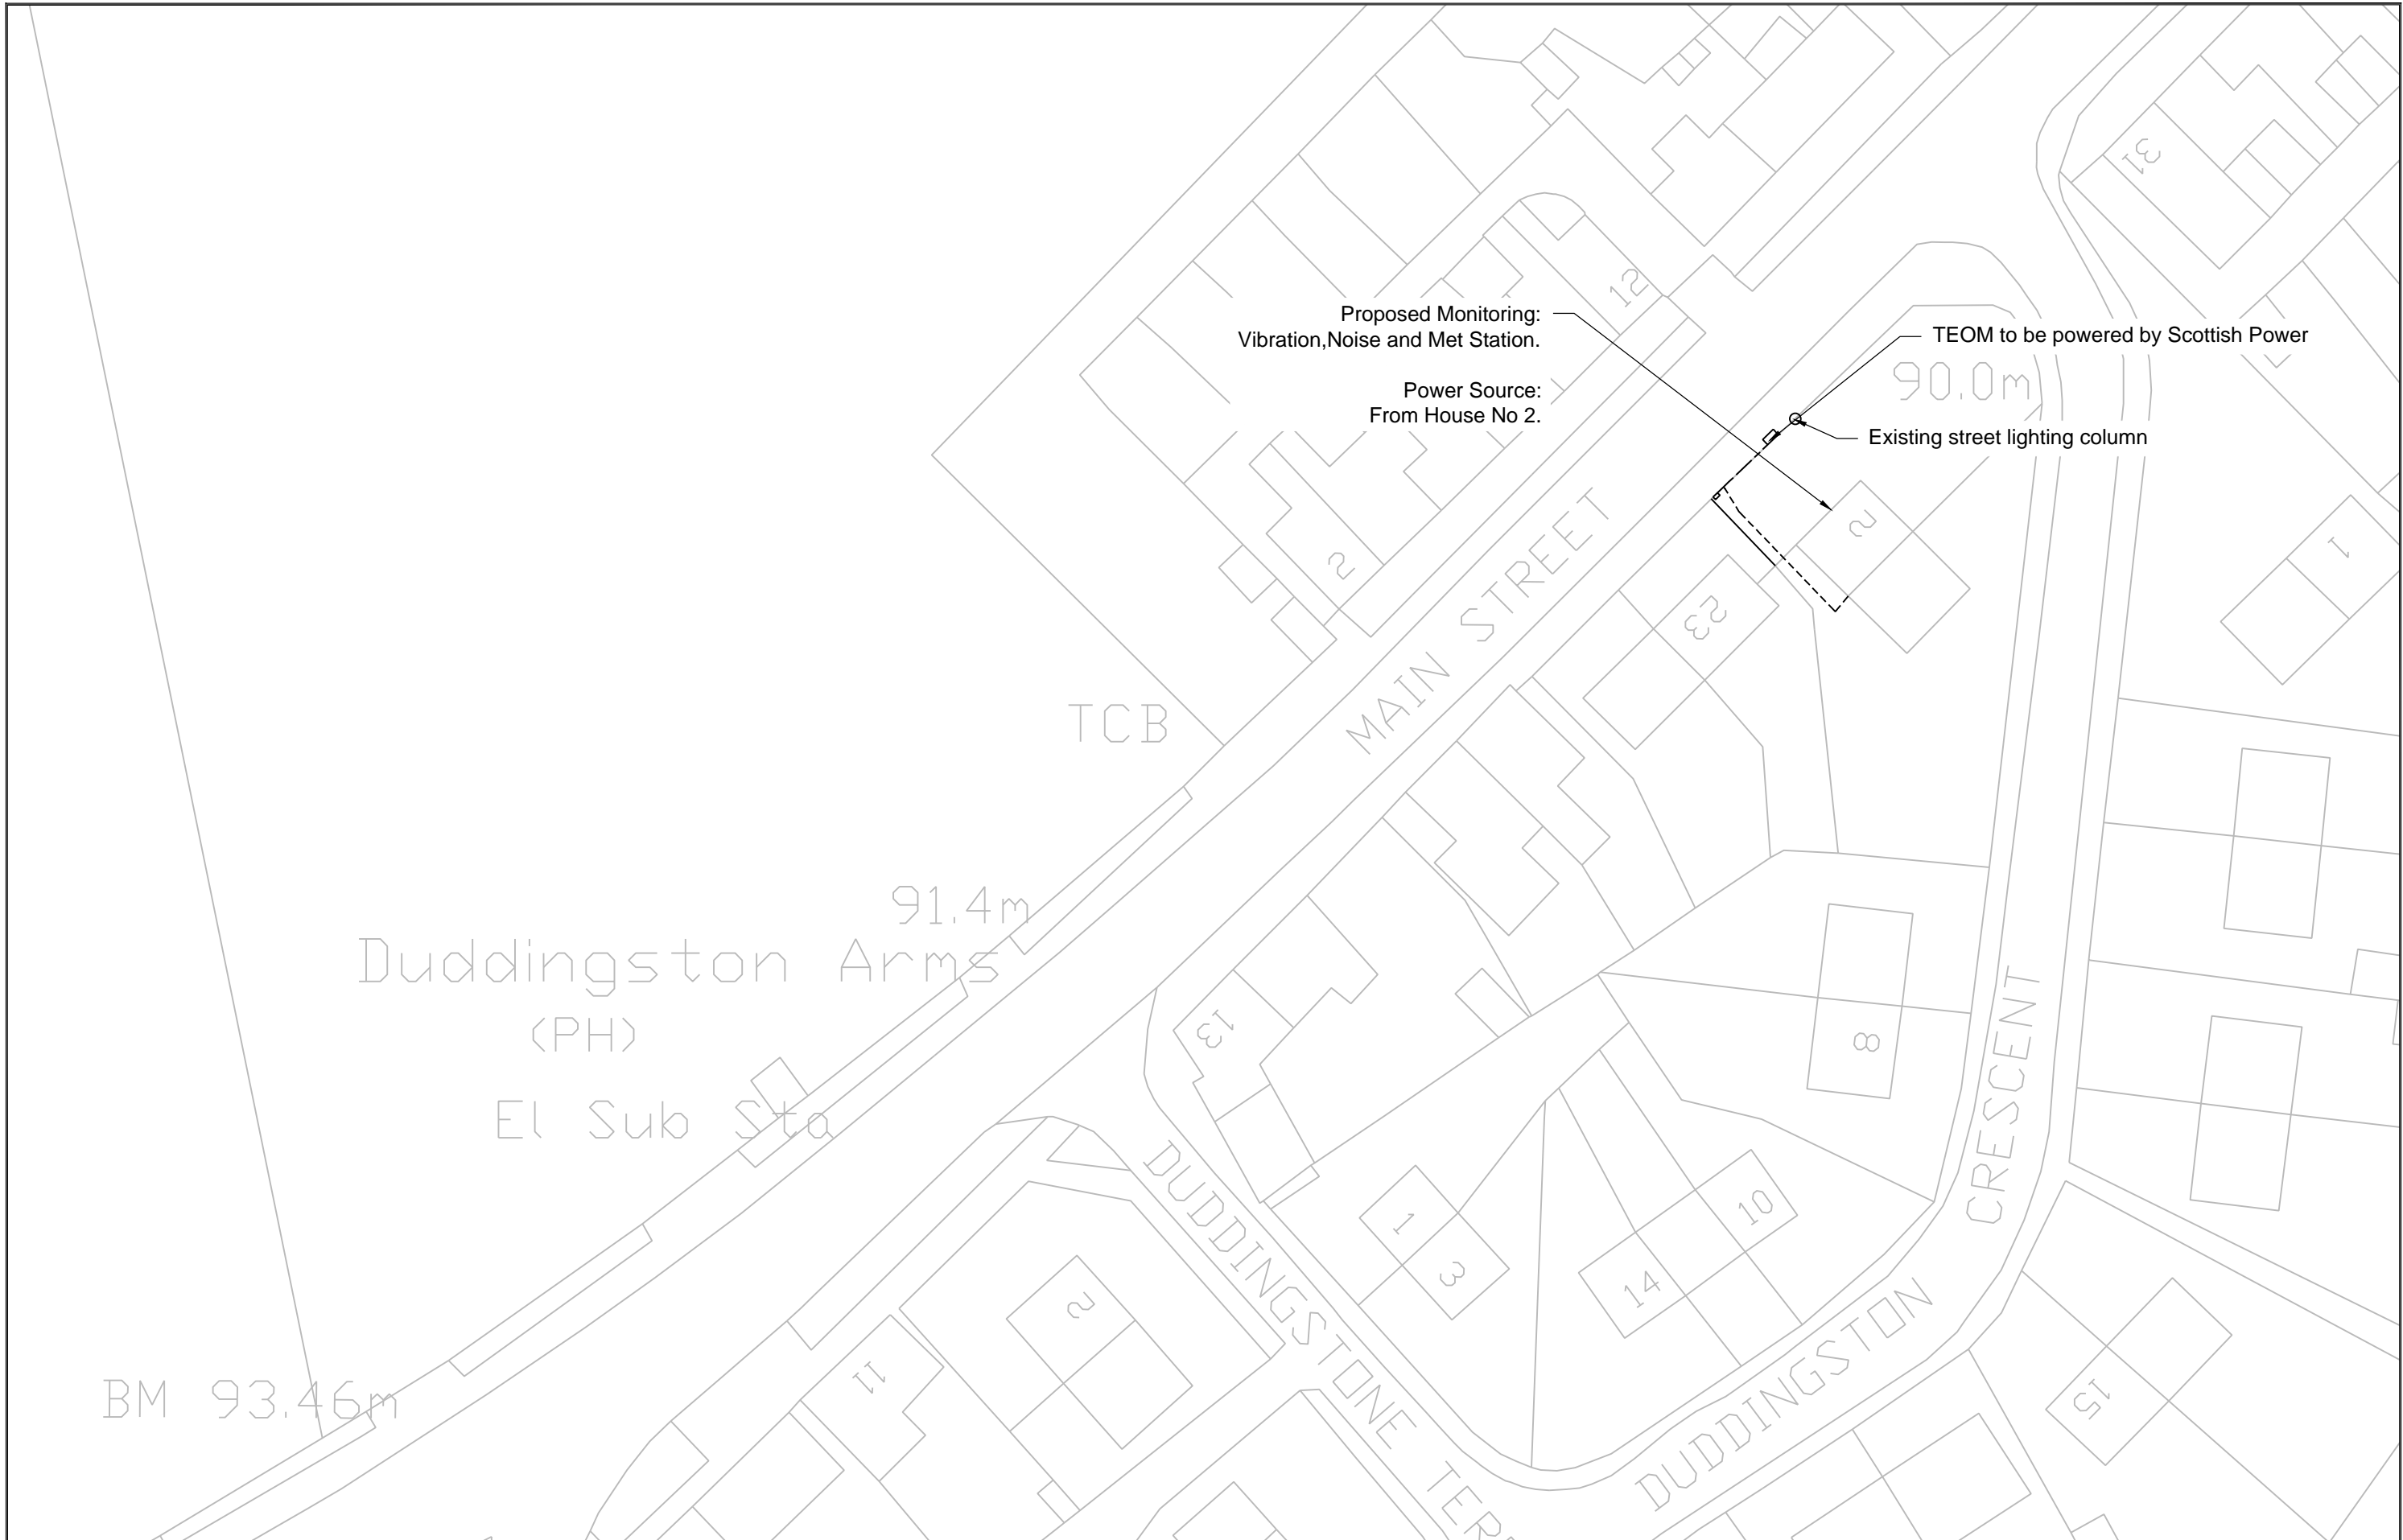 31
12
Proposed Monitoring:
Vibration,Noise and Met Station.
TEOM to be powered by Scottish Power
90.0m
Power Source:
From House No 2.
Existing street lighting column
2
1
2
23
MAIN STREET
TCB
91.4m
Duddingston Arms
(PH)
El Sub Sta
13
8
CRESCENT
DUDDINGSTONE TER
1
3
10
14
2
DUDDINGSTON
11
15
BM 93.46m